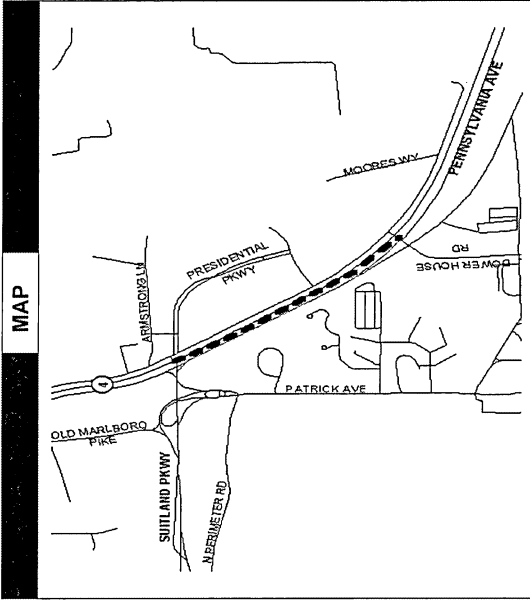 MAP
PENNSYLVANIA AVE
MOORES WY
DOWER HOUSE
RD
PRESIDENTIAL
PKWY
ARMSTRONG LN
4
PATRICK AVE
OLD MARLBORO
PIKE
SUITLAND PKWY
N PERIMETER RD